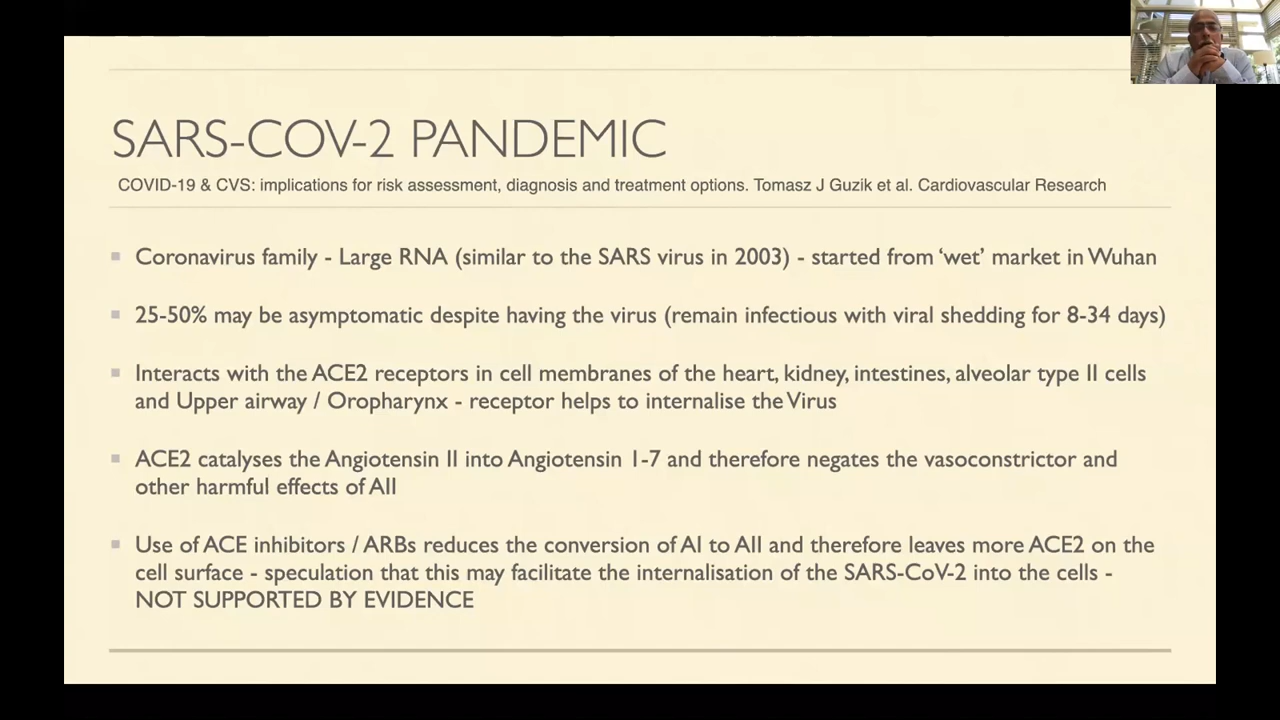 SARS-COV-2 PANDEMIC
COVID-19 & CVS: implications for risk assessment, diagnosis and treatment options. Tomasz J Guzik et al. Cardiovascular Research
Coronavirus family - Large RNA (similar to the SARS virus in 2003) - started from ‘wet’ market in Wuhan
25-50% may be asymptomatic despite having the virus (remain infectious with viral shedding for 8-34 days)
Interacts with the ACE2 receptors in cell membranes of the heart, kidney, intestines, alveolar type II cells
and Upper airway / Oropharynx - receptor helps to internalise the Virus
ACE2 catalyses the Angiotensin II into Angiotensin 1-7 and therefore negates the vasoconstrictor and
other harmful effects of AII
Use of ACE inhibitors / ARBs reduces the conversion of AI to AII and therefore leaves more ACE2 on the
cell surface - speculation that this may facilitate the internalisation of the SARS-CoV-2 into the cells -
NOT SUPPORTED BY EVIDENCE